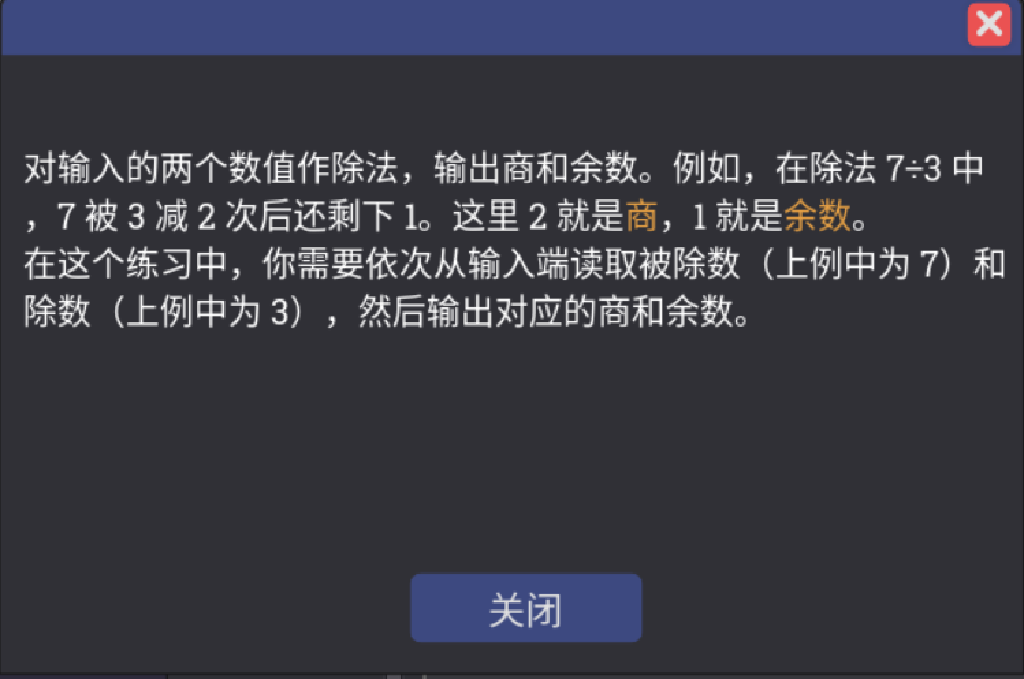 对输入的两个数值作除法，输出商和余数。例如，在除法 7÷3 中
，7 被 3 减 2 次后还剩下 1。这里 2 就是商，1 就是余数。
在这个练习中，你需要依次从输入端读取被除数（上例中为 7）和
除数（上例中为 3），然后输出对应的商和余数。
关闭